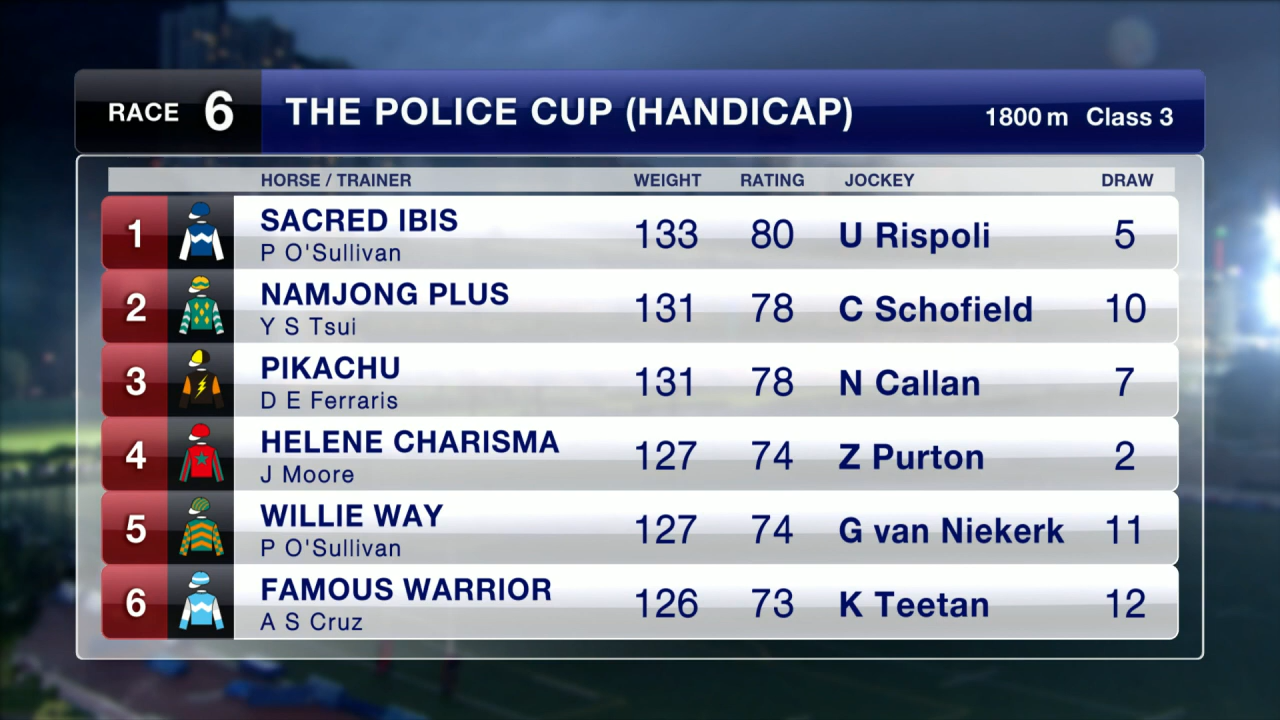 RACE 6 THE POLICE CUP (HANDICAP) 1800 m Class 3
HORSE / TRAINER WEIGHT RATING JOCKEY DRAW
1 SACRED IBIS 133 80 U Rispoli 5
P O'Sullivan
2 NAMJONG PLUS 131 78 C Schofield 10
Y S Tsui
3 PIKACHU 131 78 N Callan 7
D E Ferraris
4 HELENE CHARISMA 127 74 Z Purton 2
J Moore
5 WILLIE WAY 127 74 G van Niekerk 11
P O'Sullivan
6 FAMOUS WARRIOR 126 73 K Teetan 12
A S Cruz